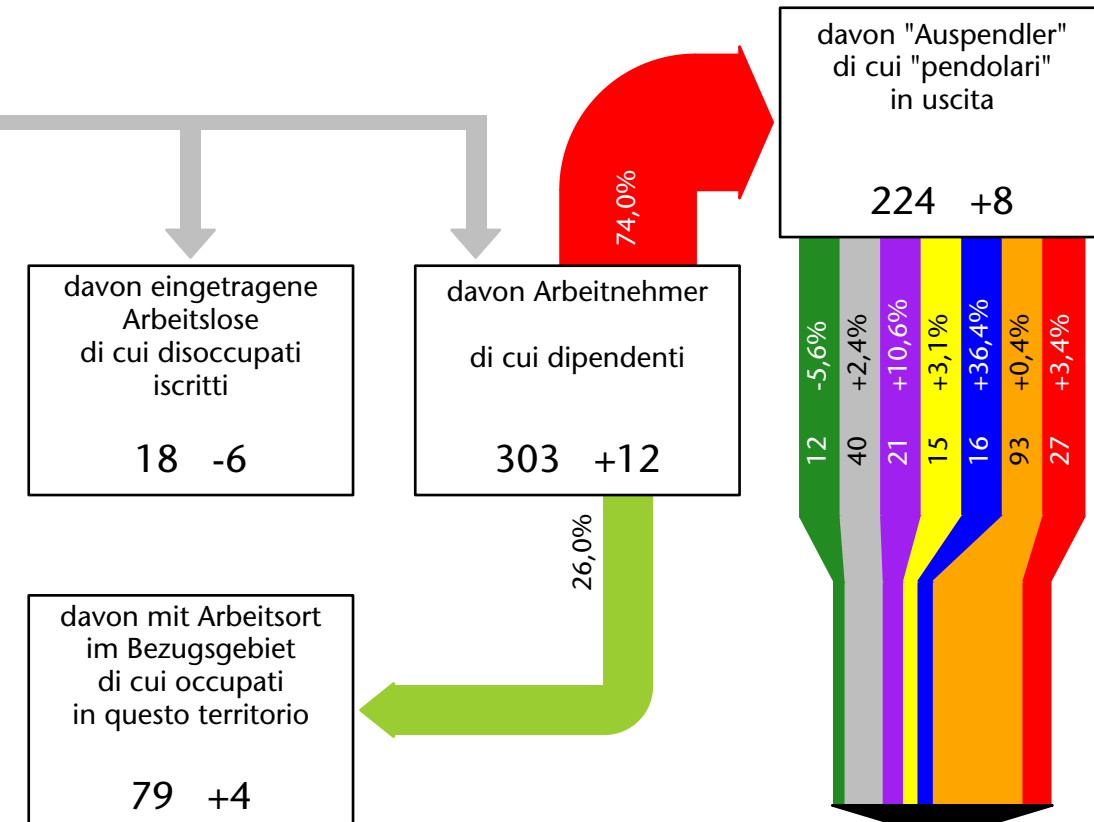 davon "Auspendler"
di cui "pendolari"
in uscita
224 +8
74,0%
davon eingetragene
Arbeitslose
di cui disoccupati
iscritti
18 -6
davon Arbeitnehmer
di cui dipendenti
303 +12
12 -5,6%
40 +2,4%
21 +10,6%
15 +3,1%
16 +36,4%
93 +0,4%
27 +3,4%
26,0%
davon mit Arbeitsort
im Bezugsgebiet
di cui occupati
in questo territorio
79 +4